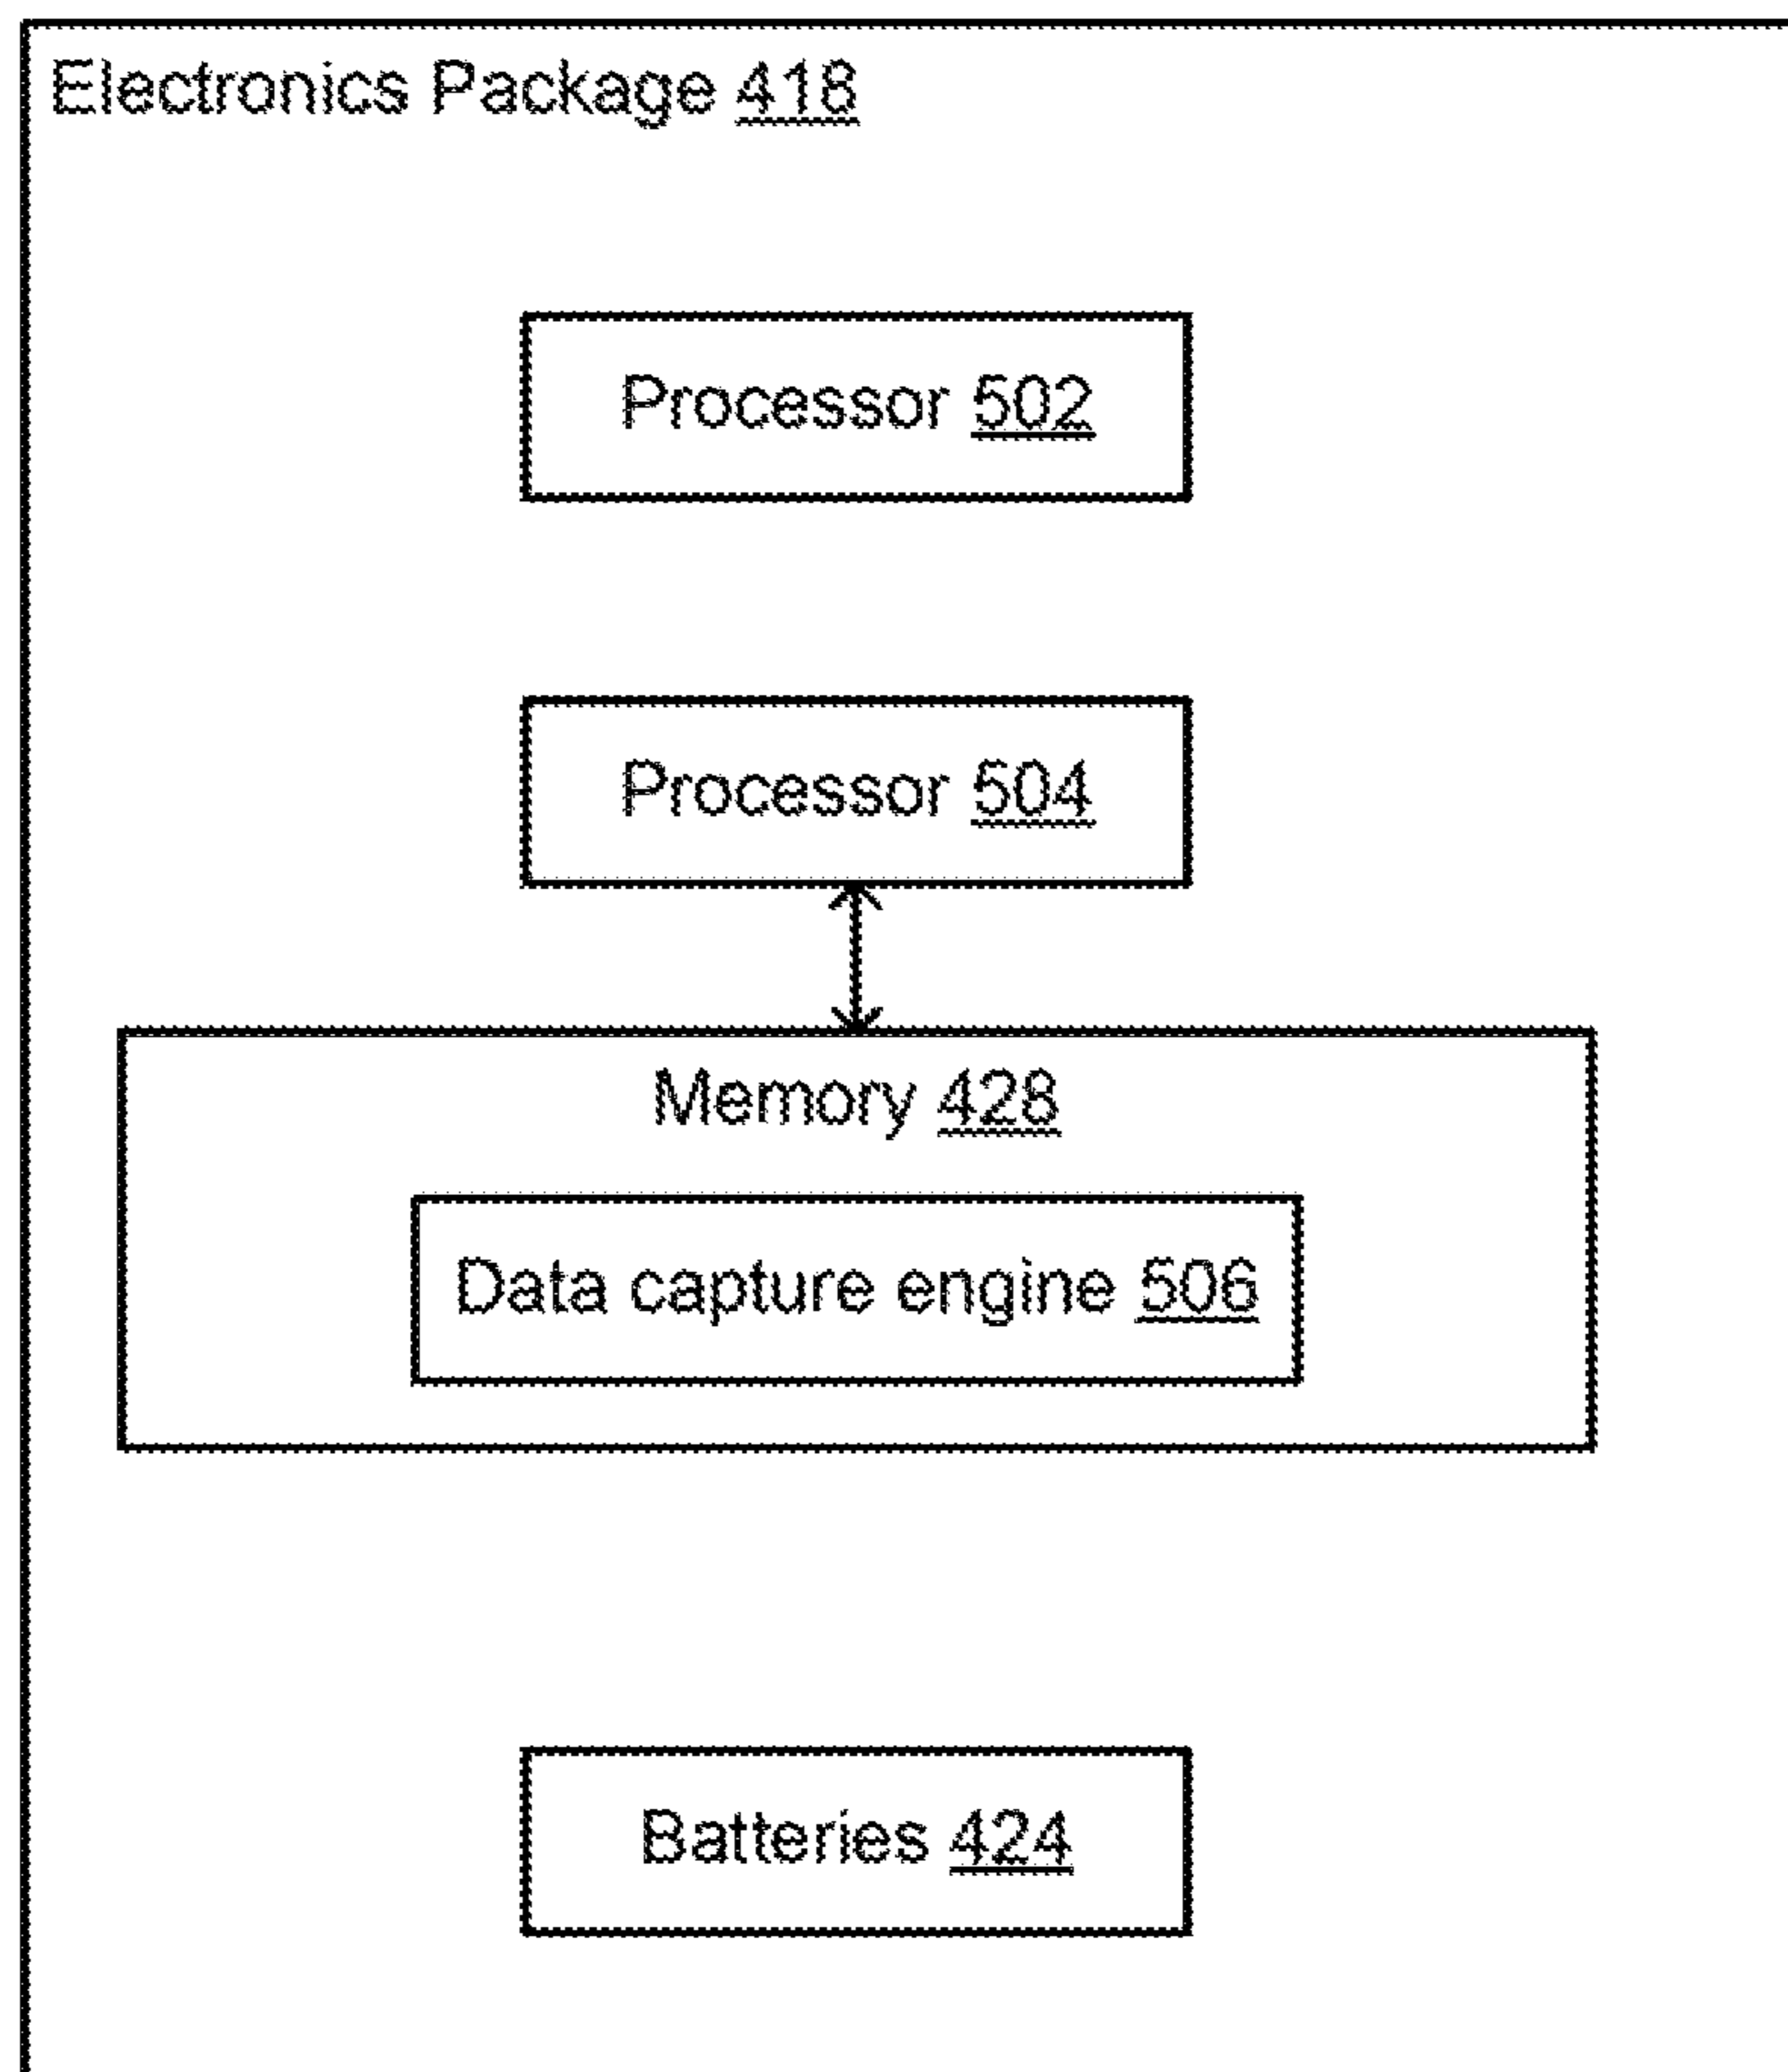 Electronics Package 418
Processor 502
Processor 504
Memory 428
Data capture engine 506
Batteries 424